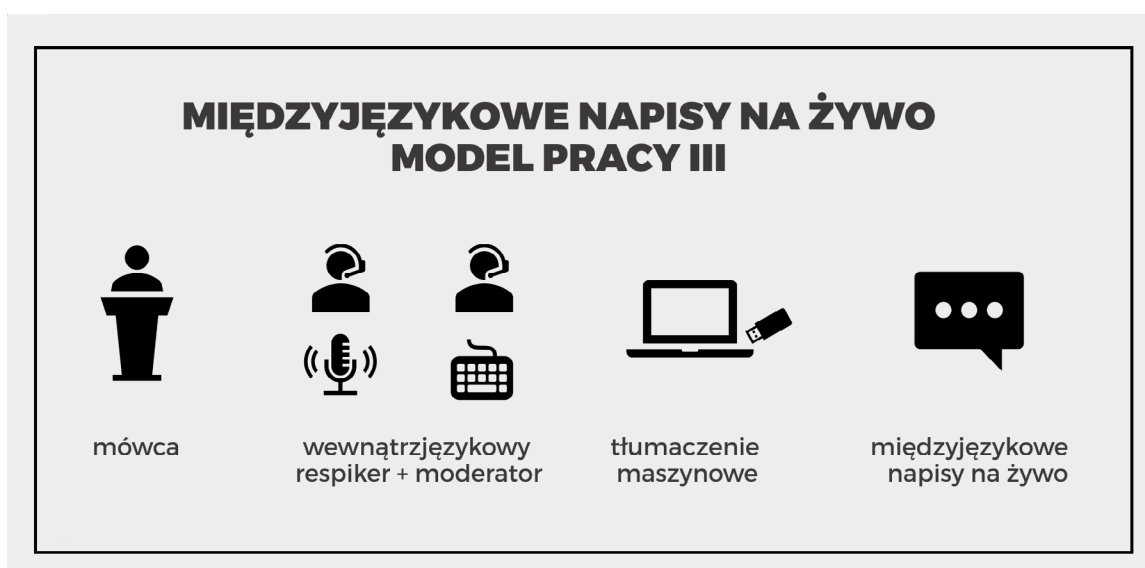 MIĘDZYJĘZYKOWE NAPISY NA ŻYWO
MODEL PRACY III
mówca
wewnątrzjęzykowy
respiker + moderator
tłumaczenie
maszynowe
międzyjęzykowe
napisy na żywo